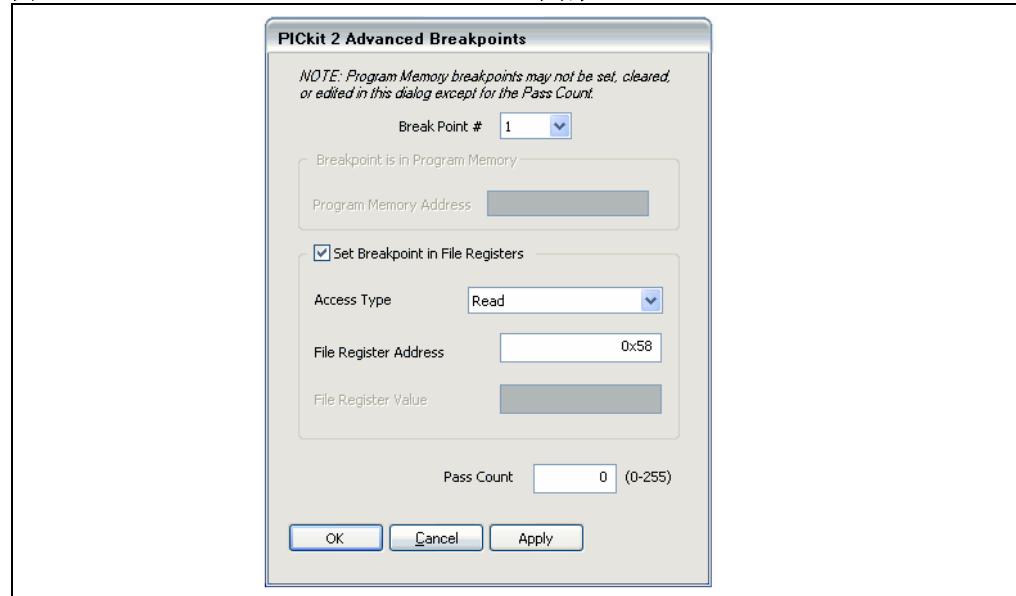 PICkit 2 Advanced Breakpoints
NOTE: Program Memory breakpoints may not be set, cleared,
or edited in this dialog except for the Pass Count.
Break Point # 1
Breakpoint is in Program Memory
Program Memory Address
Set Breakpoint in File Registers
Access Type Read
File Register Address 0x58
File Register Value
Pass Count 0 (0-255)
OK Cancel Apply